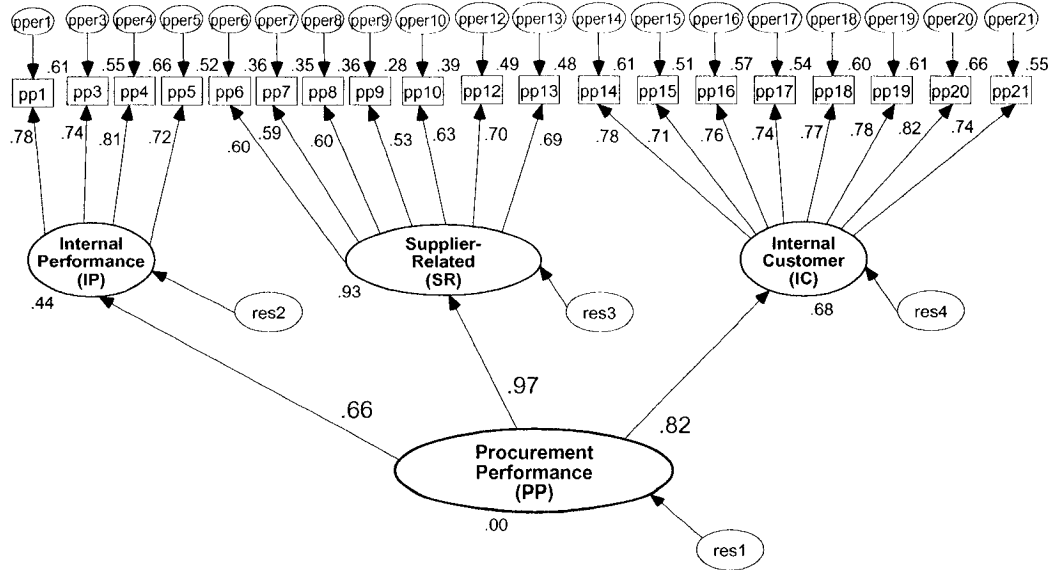 pper1 pper3 pper4 pper5 pper6 pper7 pper8 pper9 pper10 pper12 pper13 pper14 pper15 pper16 pper17 pper18 pper19 pper20 pper21
.61 .55 .66 .52 .36 .35 .36 .28 .39 .49 .48 .61 .51 .57 .54 .60 .61 .66 .55
pp1 pp3 pp4 pp5 pp6 pp7 pp8 pp9 pp10 pp12 pp13 pp14 pp15 pp16 pp17 pp18 pp19 pp20 pp21
.78 .74 .81 .72 .60 .59 .60 .53 .63 .70 .69 .78 .71 .76 .74 .77 .78 .82 .74
Internal
Performance
(IP)
.44
res2
Supplier-
Related
(SR)
.93
res3
Internal
Customer
(IC)
.68
res4
.66
.97
.82
Procurement
Performance
(PP)
.00
res1